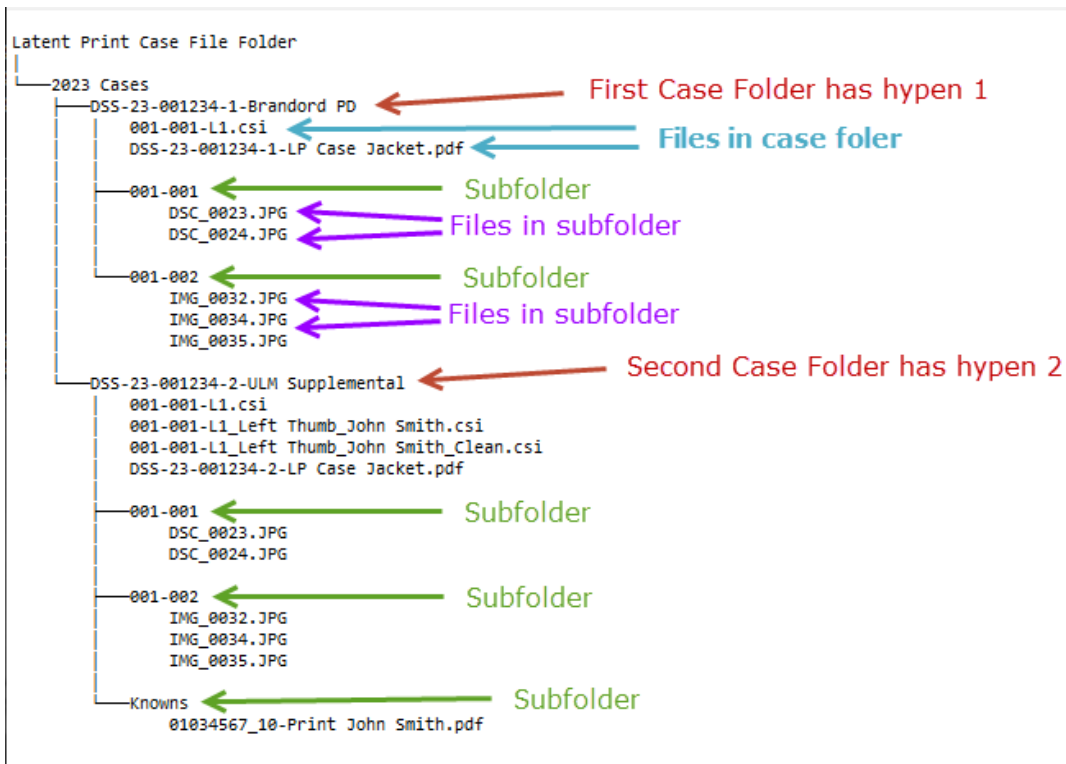 Latent Print Case File Folder
2023 Cases
DSS-23-001234-1-Brandord PD First Case Folder has hypen 1
001-001-L1.csi Files in case foler
DSS-23-001234-1-LP Case Jacket.pdf
001-001 Subfolder
DSC_0023.JPG
DSC_0024.JPG Files in subfolder
001-002 Subfolder
IMG_0032.JPG
IMG_0034.JPG Files in subfolder
IMG_0035.JPG
DSS-23-001234-2-ULM Supplemental Second Case Folder has hypen 2
001-001-L1.csi
001-001-L1_Left Thumb_John Smith.csi
001-001-L1_Left Thumb_John Smith_Clean.csi
DSS-23-001234-2-LP Case Jacket.pdf
001-001 Subfolder
DSC_0023.JPG
DSC_0024.JPG
001-002 Subfolder
IMG_0032.JPG
IMG_0034.JPG
IMG_0035.JPG
Knowns Subfolder
01034567_10-Print John Smith.pdf